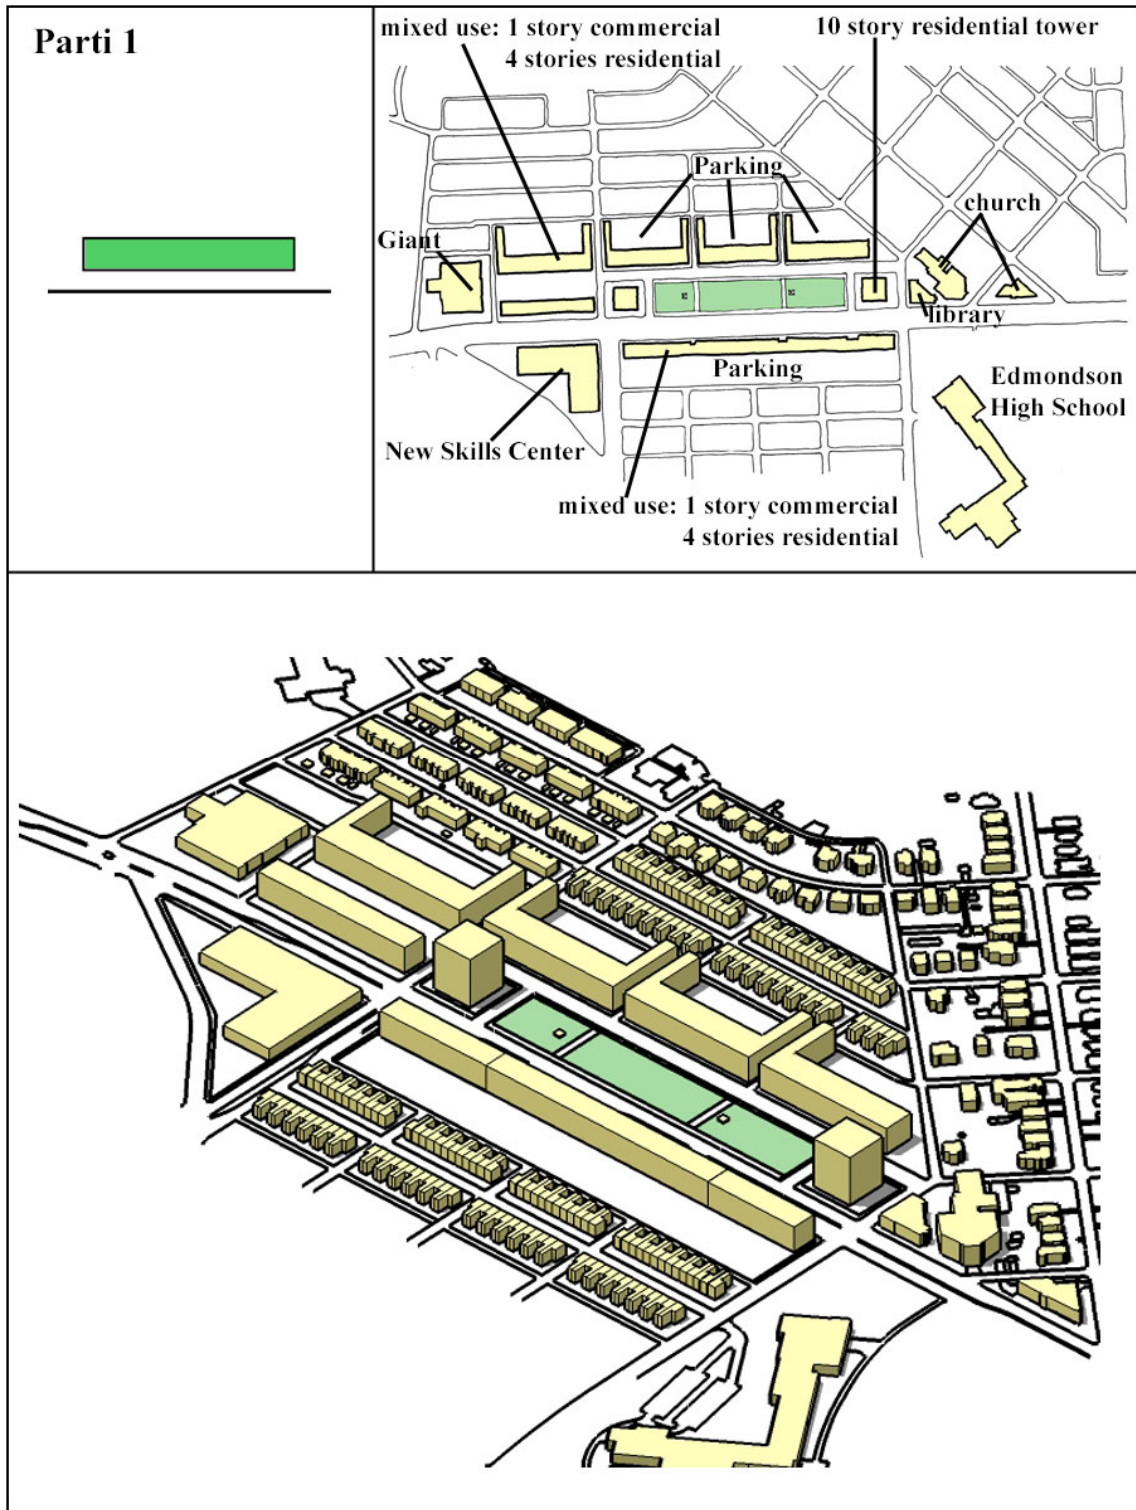 Parti 1
mixed use: 1 story commercial
4 stories residential
10 story residential tower
Parking
church
Giant
library
Parking
Edmondson
High School
New Skills Center
mixed use: 1 story commercial
4 stories residential